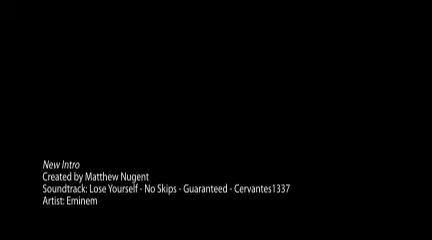 New Intro
Created by Matthew Nugent
Soundtrack: Lose Yourself - No Skips - Guaranteed - Cervantes1337
Artist: Eminem